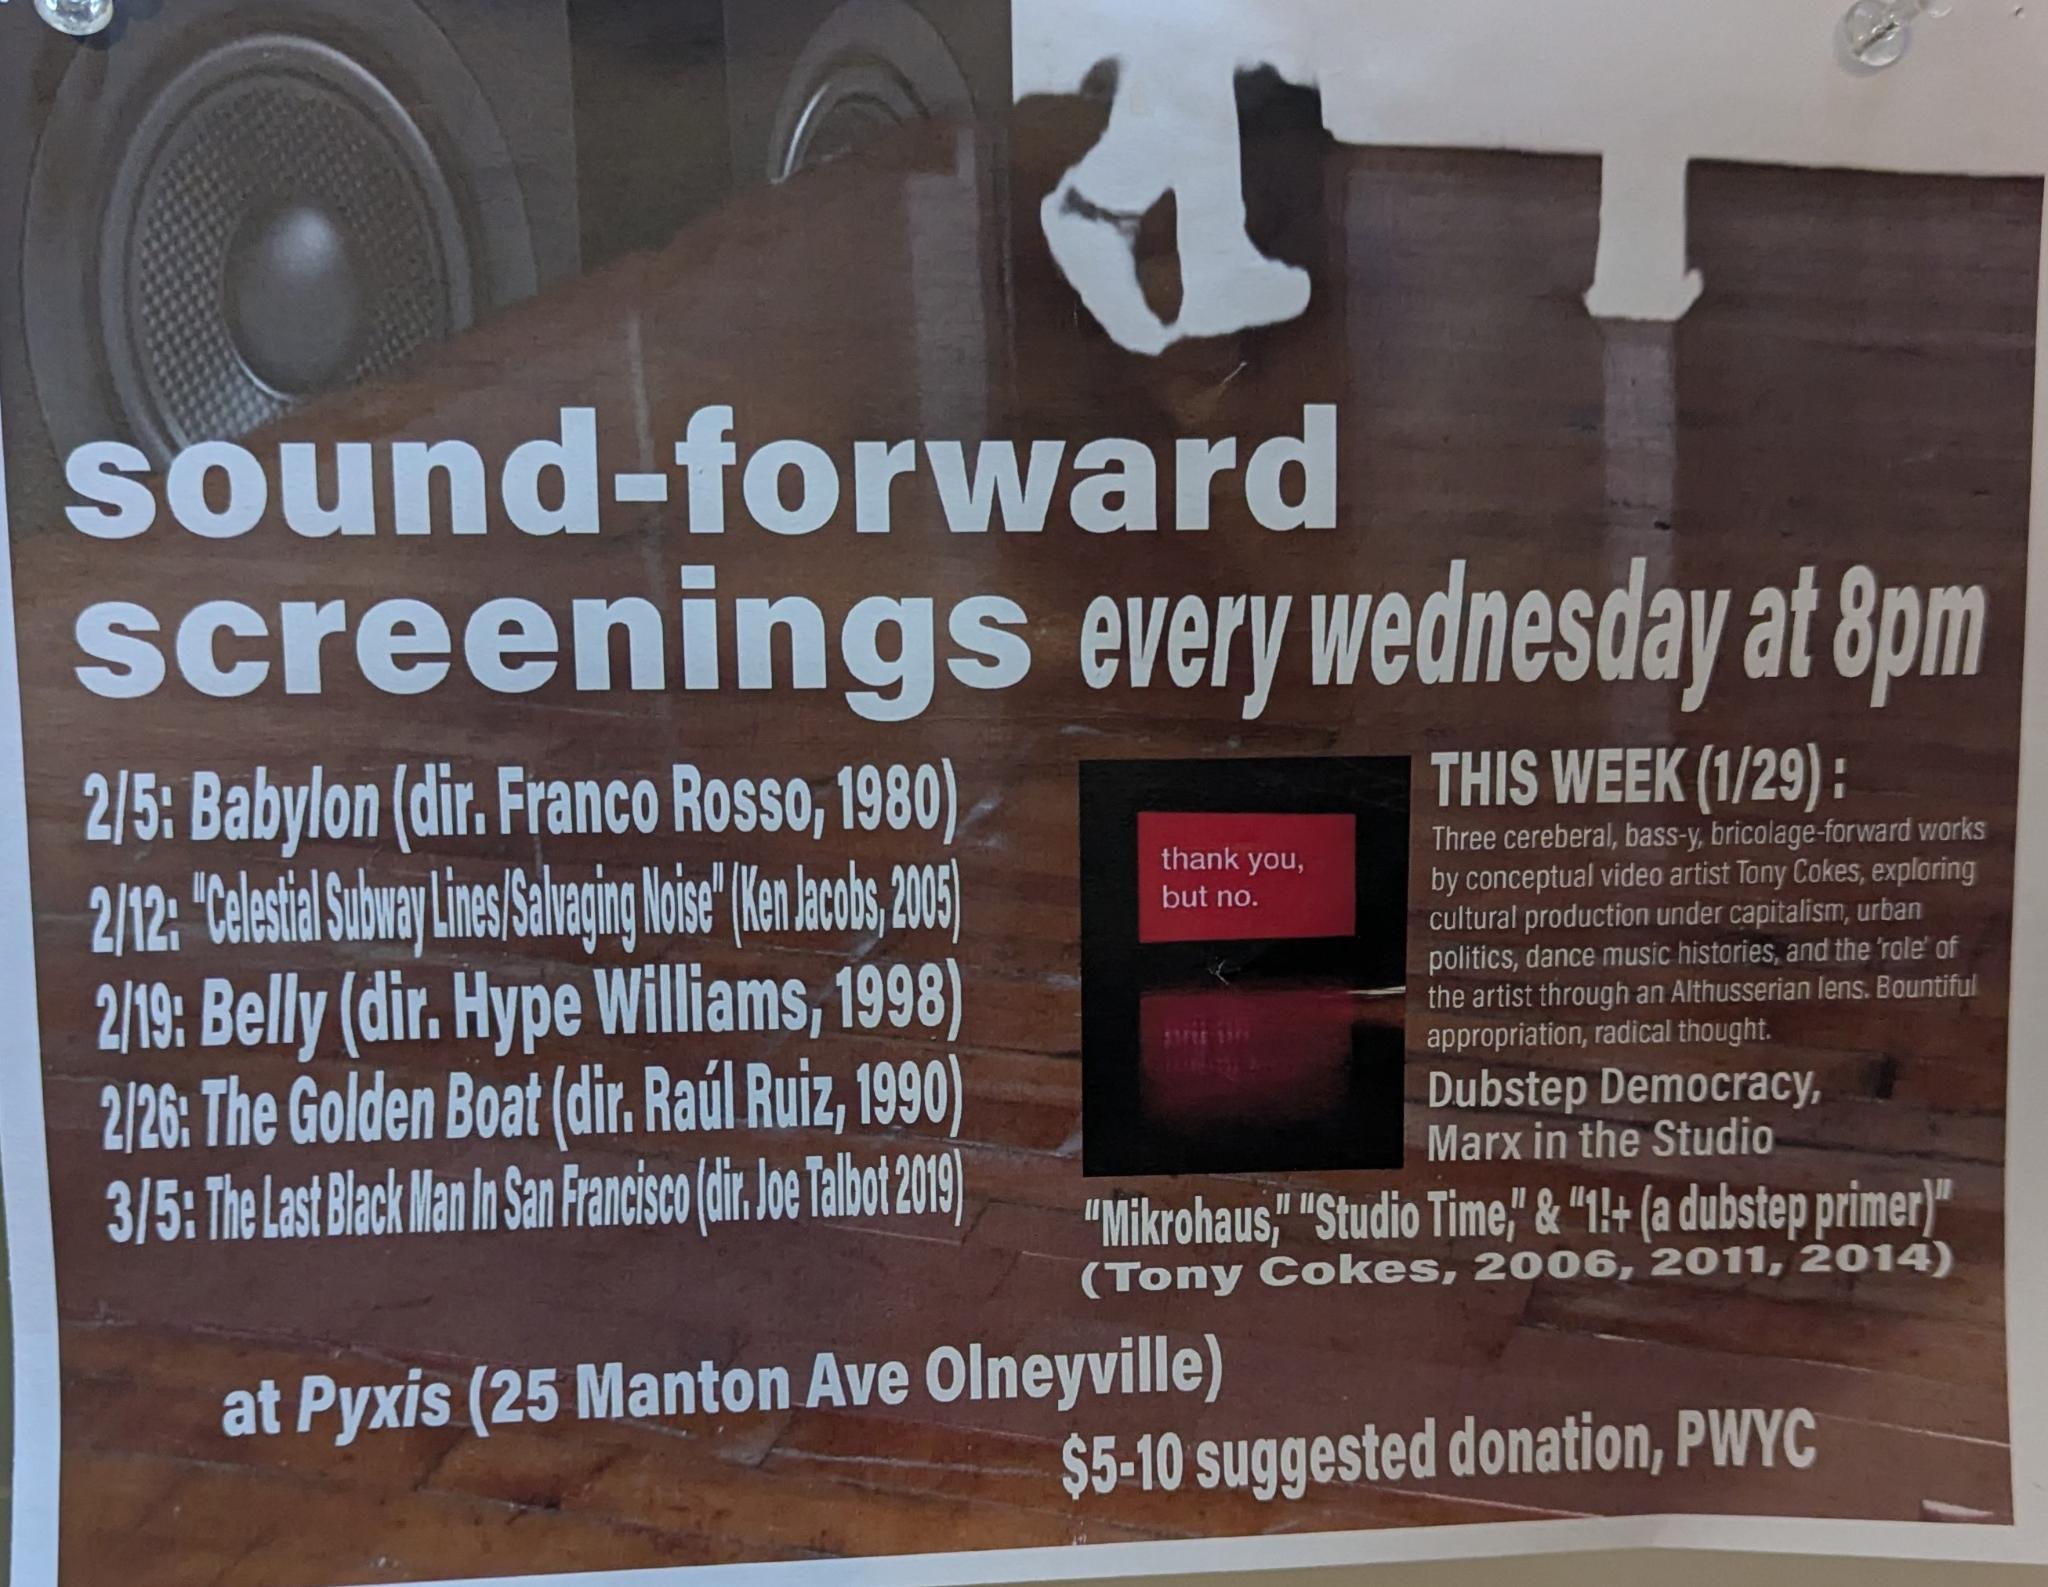 sound-forward
screenings every wednesday at 8pm
2/5: Babylon (dir. Franco Rosso, 1980)
2/12: "Celestial Subway Lines/Salvaging Noise" (Ken Jacobs, 2005)
2/19: Belly (dir. Hype Williams, 1998)
2/26: The Golden Boat (dir. Raúl Ruiz, 1990)
3/5: The Last Black Man In San Francisco (dir. Joe Talbot 2019)
thank you,
but no.
THIS WEEK (1/29) :
Three cereberal, bass-y, bricolage-forward works
by conceptual video artist Tony Cokes, exploring
cultural production under capitalism, urban
politics, dance music histories, and the 'role' of
the artist through an Althusserian lens. Bountiful
appropriation, radical thought.
Dubstep Democracy,
Marx in the Studio
"Mikrohaus," "Studio Time," & "1!+ (a dubstep primer)"
(Tony Cokes, 2006, 2011, 2014)
at Pyxis (25 Manton Ave Olneyville)
$5-10 suggested donation, PWYC